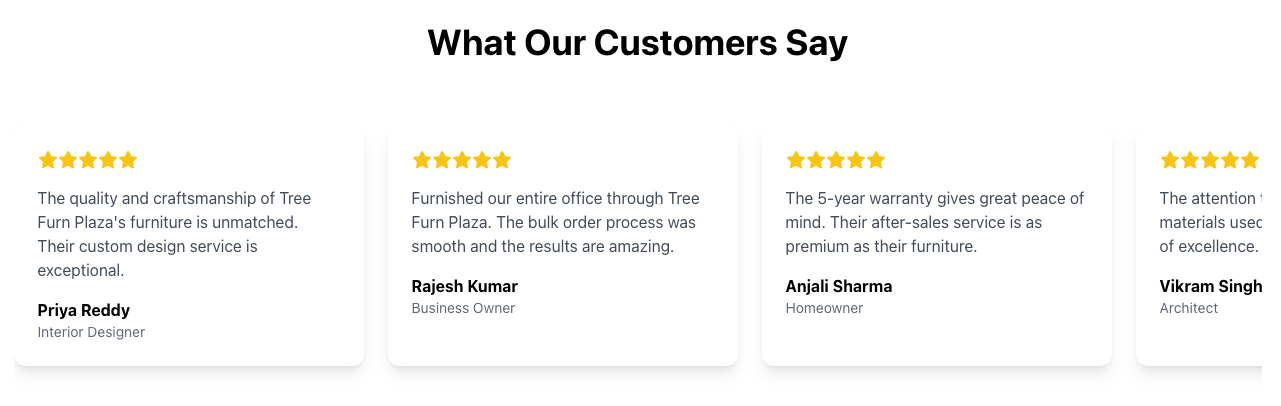 What Our Customers Say
The quality and craftsmanship of Tree
Furn Plaza's furniture is unmatched.
Their custom design service is
exceptional.
Priya Reddy
Interior Designer
Furnished our entire office through Tree
Furn Plaza. The bulk order process was
smooth and the results are amazing.
Rajesh Kumar
Business Owner
The 5-year warranty gives great peace of
mind. Their after-sales service is as
premium as their furniture.
Anjali Sharma
Homeowner
The attention
materials used
of excellence.
Vikram Singh
Architect